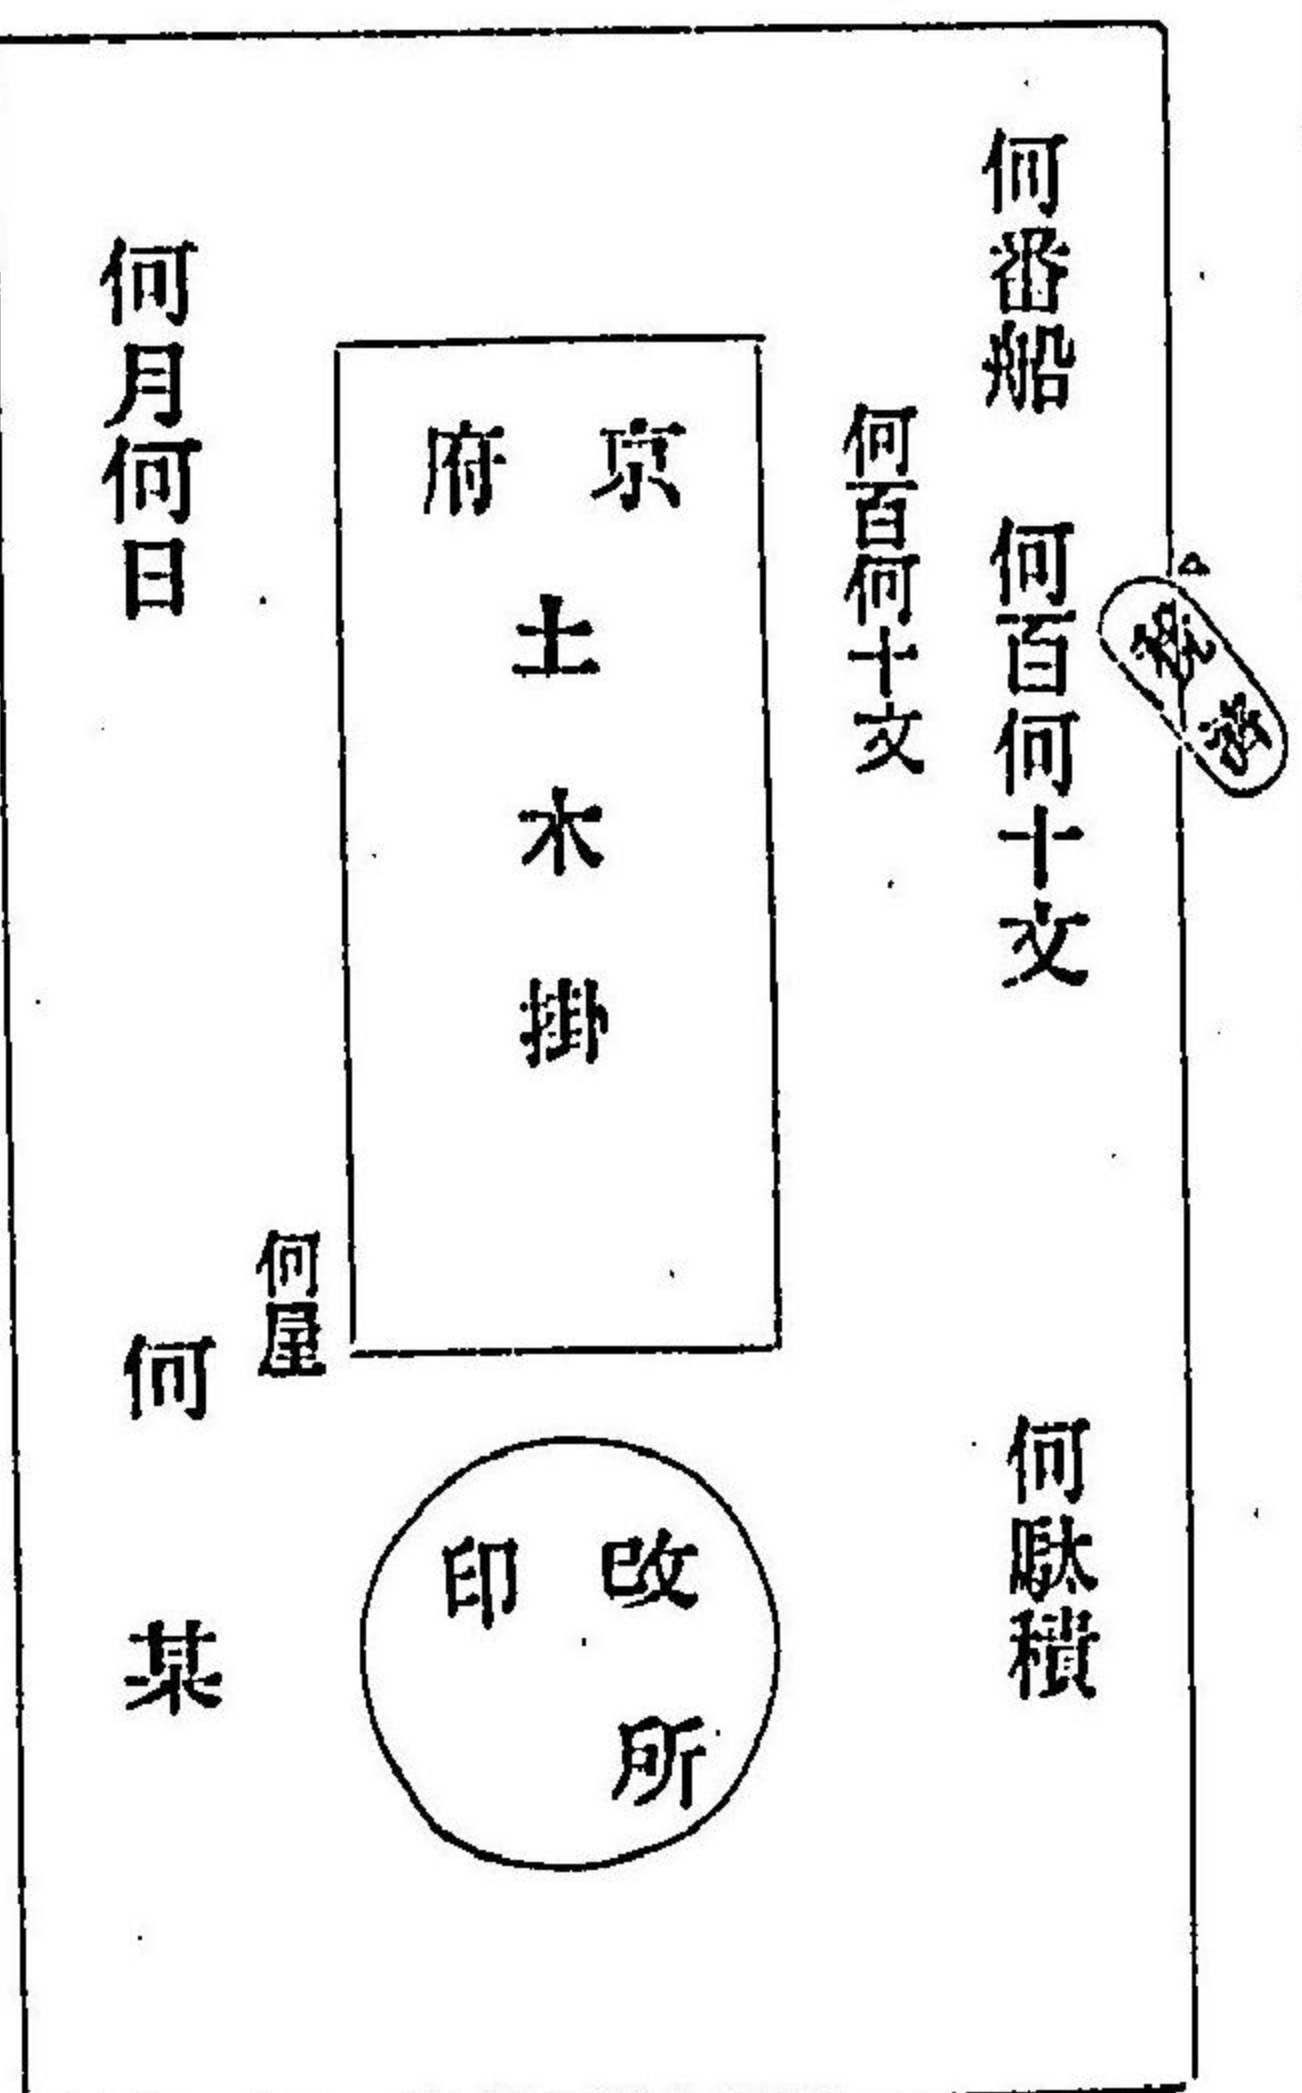 何番船　何百何十文　何駄積
何百何十文
京府
土木掛
改所
印
何屋
何月何日　何某